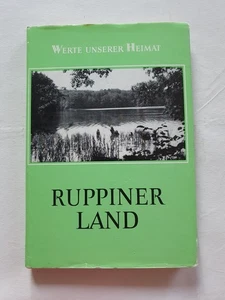 WERTE UNSERER HEIMAT
RUPPINER
LAND